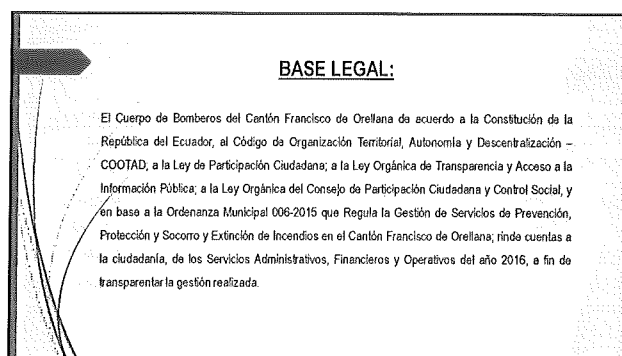 BASE LEGAL:
El Cuerpo de Bomberos del Cantón Francisco de Orellana de acuerdo a la Constitución de la
República del Ecuador, al Código de Organización Territorial, Autonomía y Descentralización –
COOTAD; a la Ley de Participación Ciudadana; a la Ley Orgánica de Transparencia y Acceso a la
Información Pública; a la Ley Orgánica del Consejo de Participación Ciudadana y Control Social, y
en base a la Ordenanza Municipal 006-2015 que Regula la Gestión de Servicios de Prevención,
Protección y Socorro y Extinción de Incendios en el Cantón Francisco de Orellana; rinde cuentas a
la ciudadanía, de los Servicios Administrativos, Financieros y Operativos del año 2016, a fin de
transparentar la gestión realizada.